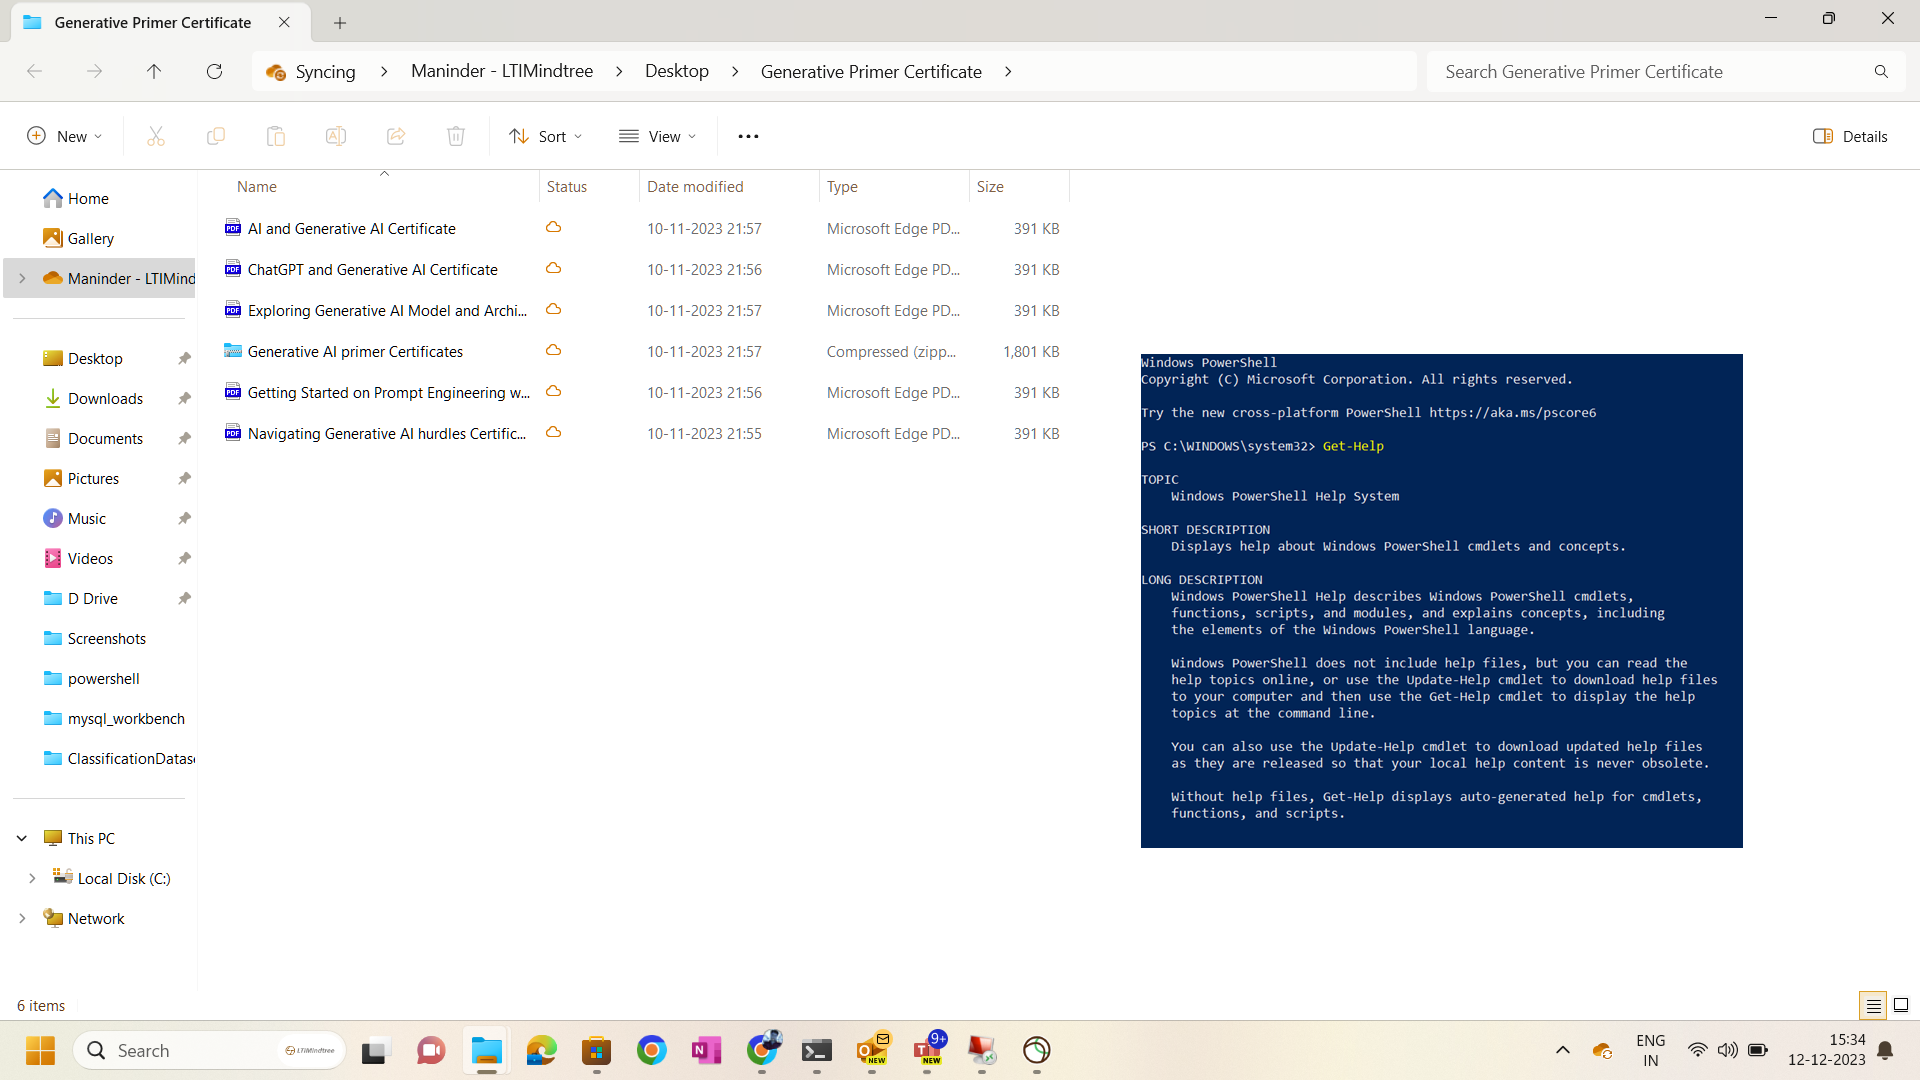 Generative Primer Certificate
Syncing > Maninder - LTIMindtree > Desktop > Generative Primer Certificate >
Search Generative Primer Certificate
New
Sort
View
Details
Name Status Date modified Type Size
AI and Generative AI Certificate 10-11-2023 21:57 Microsoft Edge PD... 391 KB
ChatGPT and Generative AI Certificate 10-11-2023 21:56 Microsoft Edge PD... 391 KB
Exploring Generative AI Model and Archi... 10-11-2023 21:57 Microsoft Edge PD... 391 KB
Generative AI primer Certificates 10-11-2023 21:57 Compressed (zipp... 1,801 KB
Getting Started on Prompt Engineering w... 10-11-2023 21:56 Microsoft Edge PD... 391 KB
Navigating Generative AI hurdles Certific... 10-11-2023 21:55 Microsoft Edge PD... 391 KB
Home
Gallery
Maninder - LTIMind
Desktop
Downloads
Documents
Pictures
Music
Videos
D Drive
Screenshots
powershell
mysql_workbench
ClassificationDatase
This PC
Local Disk (C:)
Network
6 items
Windows PowerShell
Copyright (C) Microsoft Corporation. All rights reserved.
Try the new cross-platform PowerShell https://aka.ms/pscore6
PS C:\WINDOWS\system32> Get-Help
TOPIC
Windows PowerShell Help System
SHORT DESCRIPTION
Displays help about Windows PowerShell cmdlets and concepts.
LONG DESCRIPTION
Windows PowerShell Help describes Windows PowerShell cmdlets,
functions, scripts, and modules, and explains concepts, including
the elements of the Windows PowerShell language.
Windows PowerShell does not include help files, but you can read the
help topics online, or use the Update-Help cmdlet to download help files
to your computer and then use the Get-Help cmdlet to display the help
topics at the command line.
You can also use the Update-Help cmdlet to download updated help files
as they are released so that your local help content is never obsolete.
Without help files, Get-Help displays auto-generated help for cmdlets,
functions, and scripts.
Search
LTIMindtree
NEW
9+
NEW
ENG
IN
15:34
12-12-2023